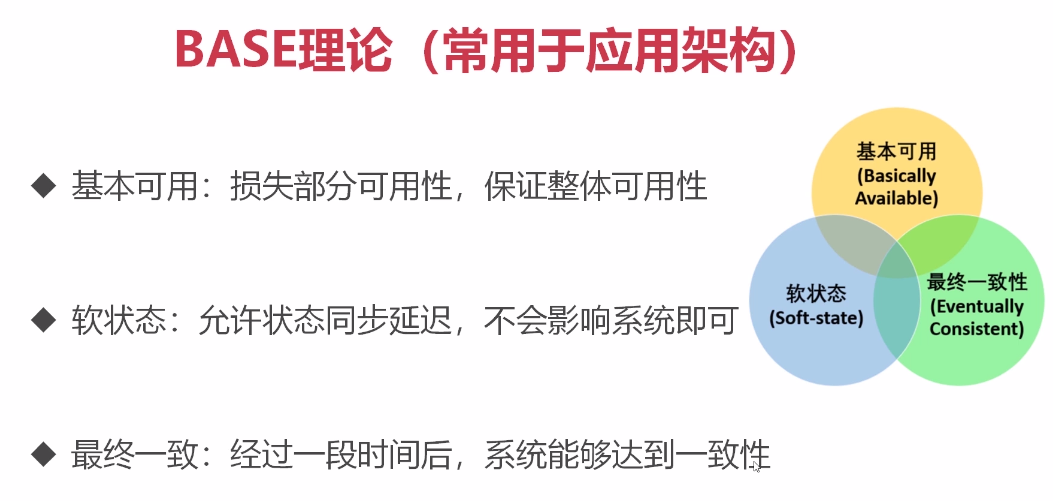 BASE理论（常用于应用架构）
◆ 基本可用：损失部分可用性，保证整体可用性
◆ 软状态：允许状态同步延迟，不会影响系统即可
◆ 最终一致：经过一段时间后，系统能够达到一致性
基本可用
(Basically
Available)
软状态
(Soft-state)
最终一致性
(Eventually
Consistent)